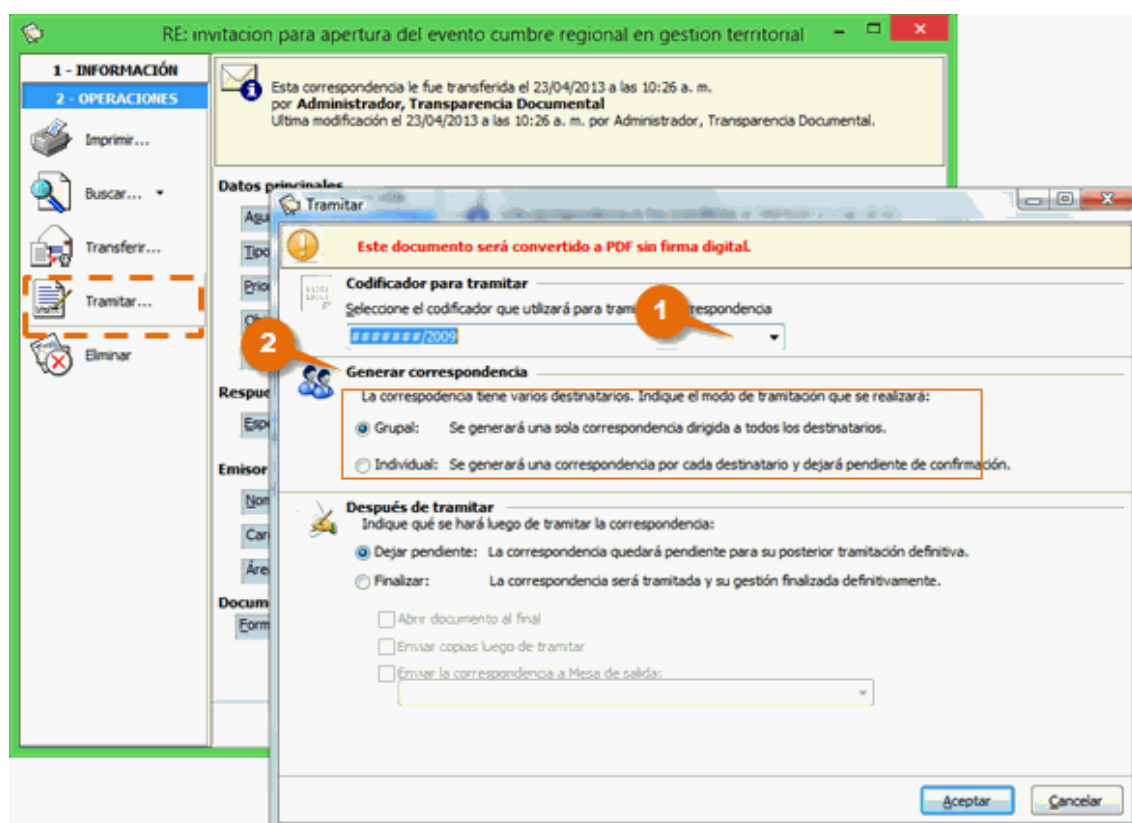 RE: invitacion para apertura del evento cumbre regional en gestion territorial
1 - INFORMACIÓN
2 - OPERACIONES
Imprimir...
Buscar...
Transferir...
Tramitar...
Eliminar
Esta correspondencia le fue transferida el 23/04/2013 a las 10:26 a. m.
por Administrador, Transparencia Documental
Ultima modificación el 23/04/2013 a las 10:26 a. m. por Administrador, Transparencia Documental.
Datos principales
Tramitar
Este documento será convertido a PDF sin firma digital.
Codificador para tramitar
Seleccione el codificador que utilizará para tram
respondencia
1
#######/2009
2
Generar correspondencia
La correspodencia tiene varios destinatarios. Indique el modo de tramitación que se realizará:
Grupal: Se generará una sola correspondencia dirigida a todos los destinatarios.
Individual: Se generará una correspondencia por cada destinatario y dejará pendiente de confirmación.
Después de tramitar
Indique qué se hará luego de tramitar la correspondencia:
Dejar pendiente: La correspondencia quedará pendiente para su posterior tramitación definitiva.
Finalizar: La correspondencia será tramitada y su gestión finalizada definitivamente.
Abrir documento al final
Enviar copias luego de tramitar
Enviar la correspondencia a Mesa de salida:
Aceptar
Cancelar
Tipo
Prio
Respue
Esp
Emisor
Nom
Car
Áre
Docum
Form